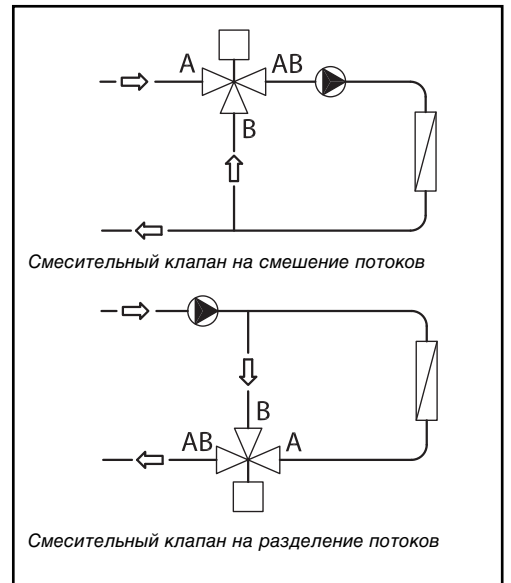 A AB
B
Смесительный клапан на смешение потоков
B
AB A
Смесительный клапан на разделение потоков